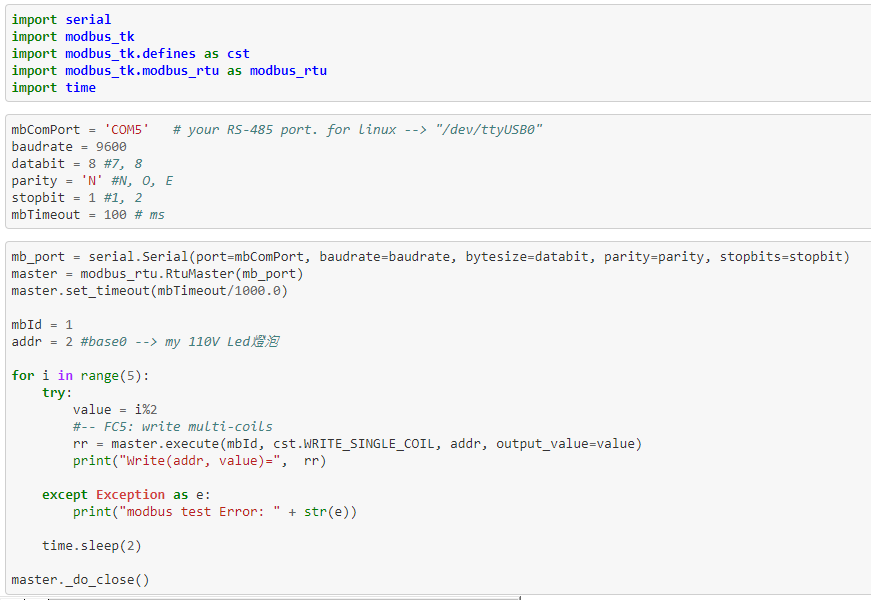 import serial
import modbus_tk
import modbus_tk.defines as cst
import modbus_tk.modbus_rtu as modbus_rtu
import time
mbComPort = 'COM5'   # your RS-485 port. for linux --> "/dev/ttyUSB0"
baudrate = 9600
databit = 8 #7, 8
parity = 'N' #N, O, E
stopbit = 1 #1, 2
mbTimeout = 100 # ms
mb_port = serial.Serial(port=mbComPort, baudrate=baudrate, bytesize=databit, parity=parity, stopbits=stopbit)
master = modbus_rtu.RtuMaster(mb_port)
master.set_timeout(mbTimeout/1000.0)
mbId = 1
addr = 2 #base0 --> my 110V Led燈泡
for i in range(5):
    try:
        value = i%2
        #-- FC5: write multi-coils
        rr = master.execute(mbId, cst.WRITE_SINGLE_COIL, addr, output_value=value)
        print("Write(addr, value)=",  rr)
    except Exception as e:
        print("modbus test Error: " + str(e))
    time.sleep(2)
master._do_close()